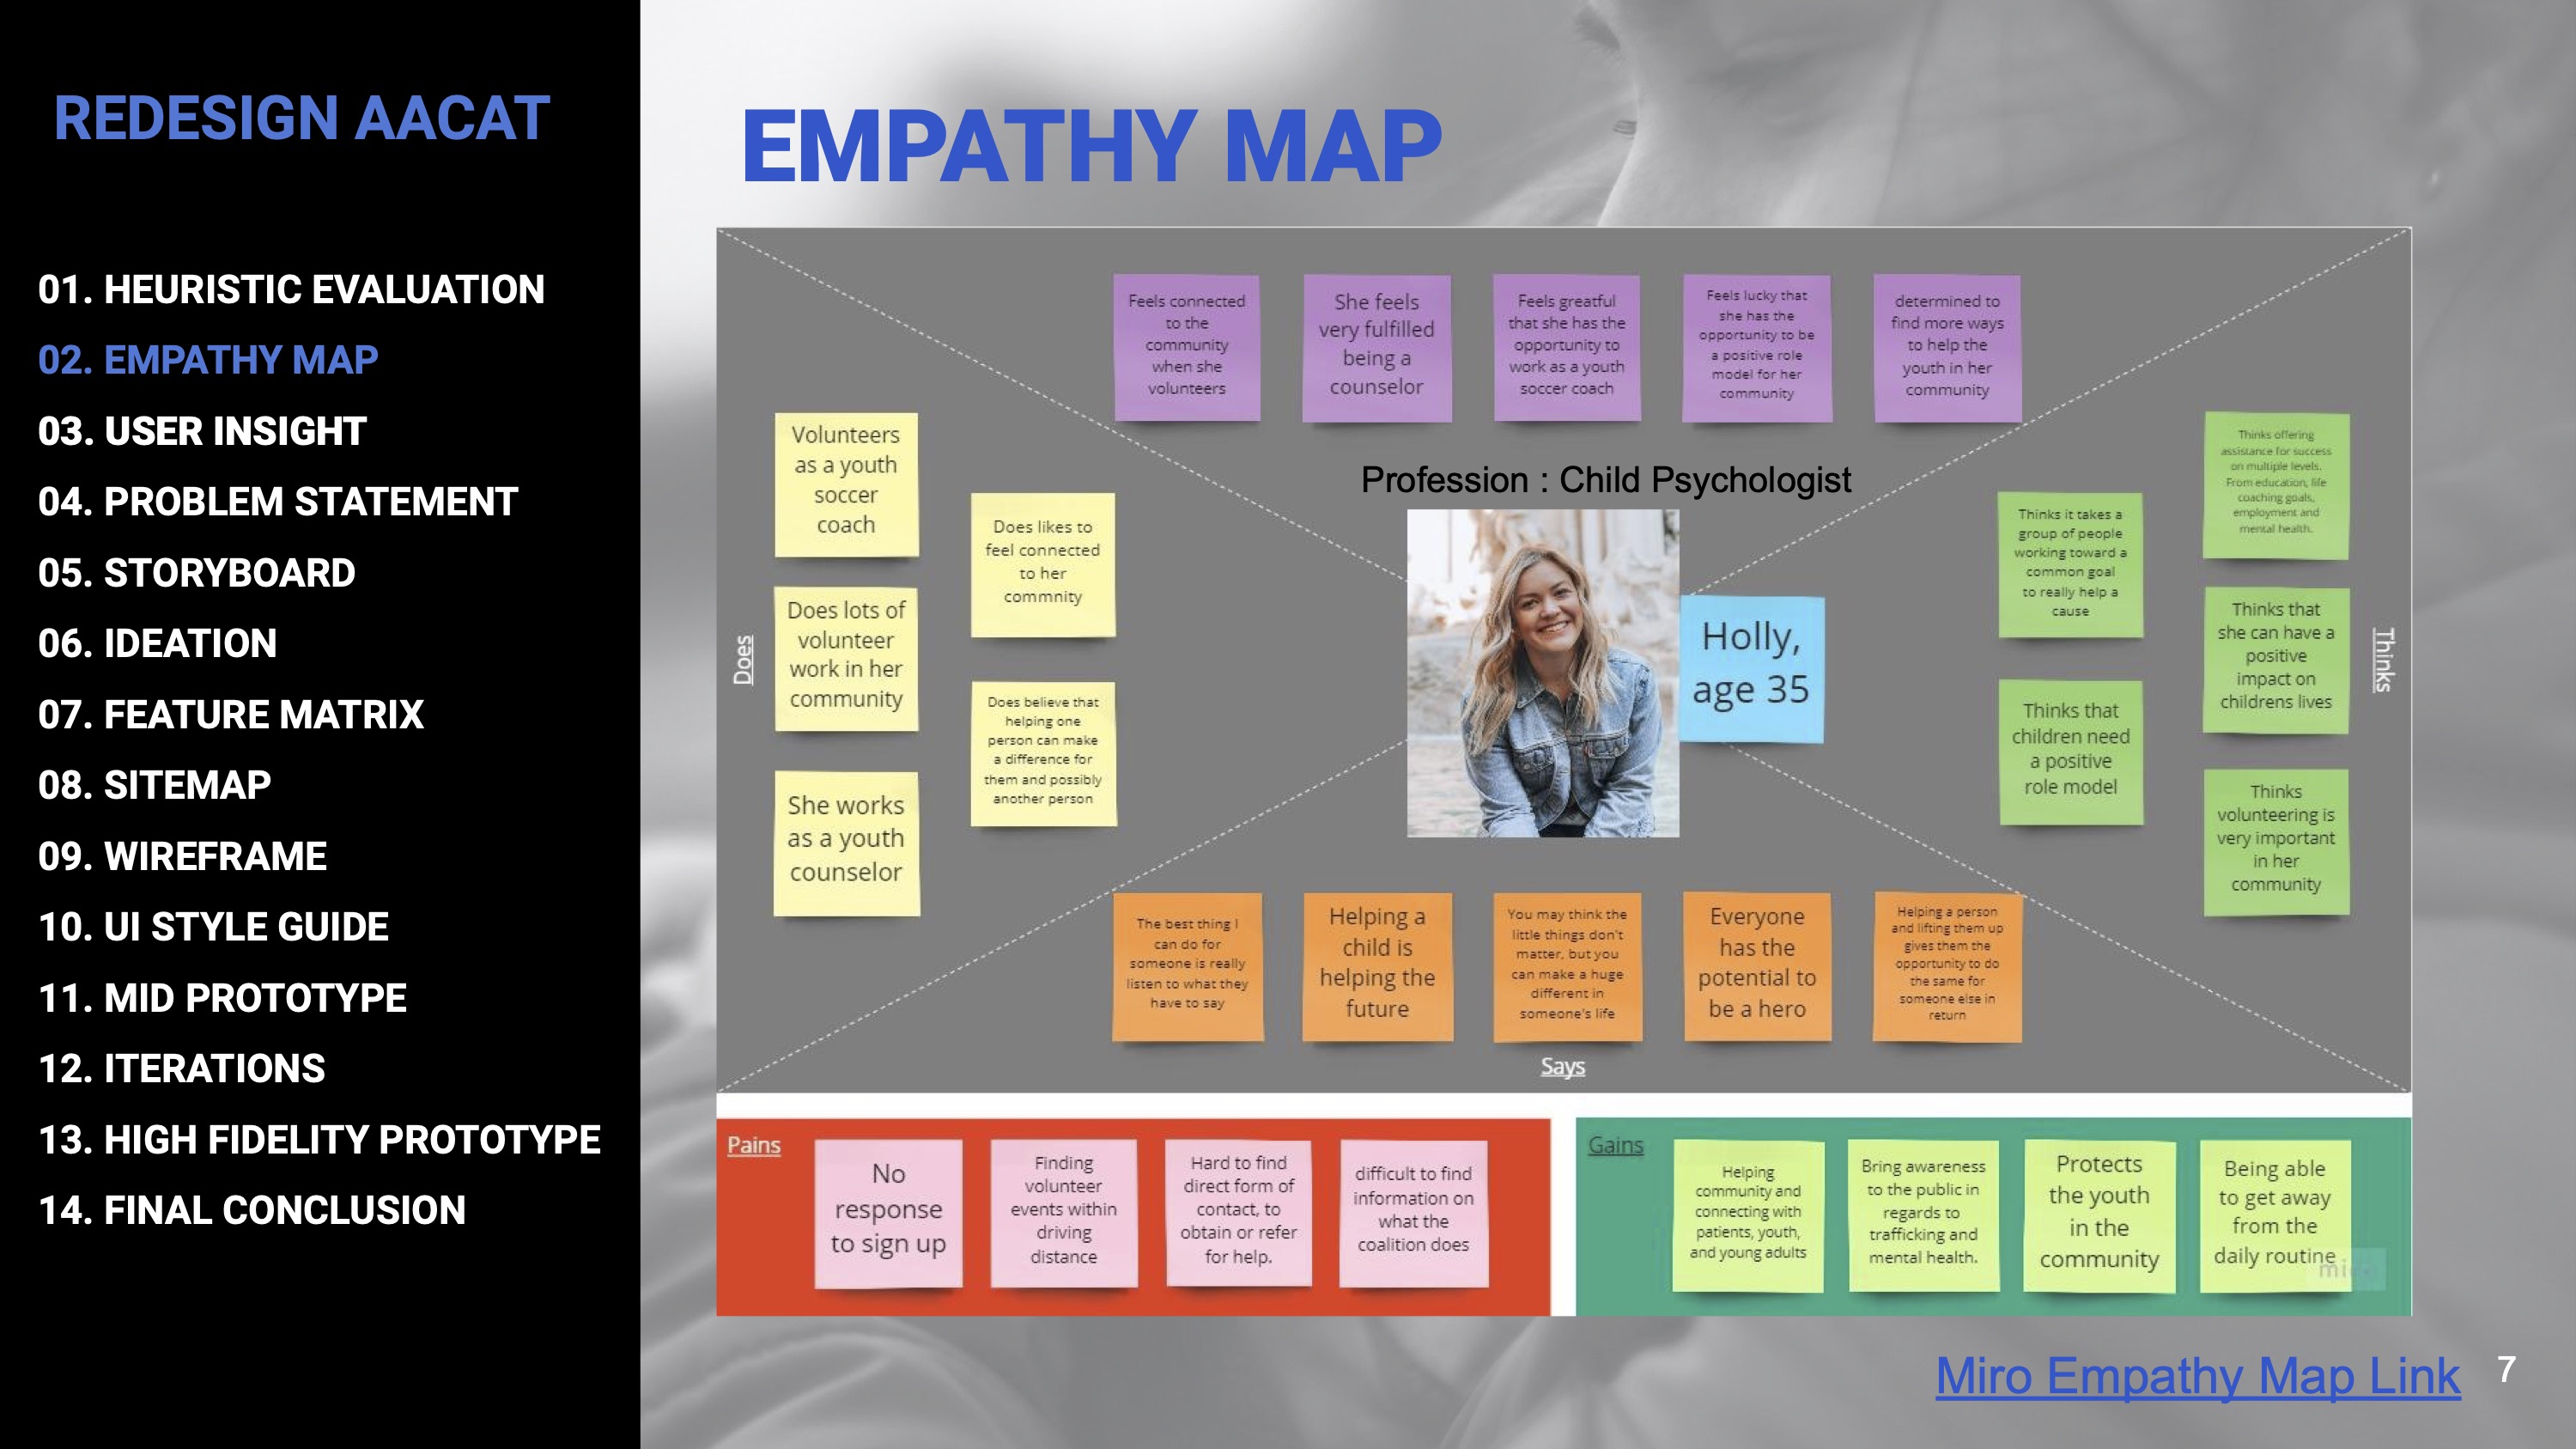 REDESIGN AACAT
01. HEURISTIC EVALUATION
02. EMPATHY MAP
03. USER INSIGHT
04. PROBLEM STATEMENT
05. STORYBOARD
06. IDEATION
07. FEATURE MATRIX
08. SITEMAP
09. WIREFRAME
10. UI STYLE GUIDE
11. MID PROTOTYPE
12. ITERATIONS
13. HIGH FIDELITY PROTOTYPE
14. FINAL CONCLUSION
EMPATHY MAP
Feels connected
to the
community
when she
volunteers
She feels
very fulfilled
being a
counselor
Feels greatful
that she has the
opportunity to
work as a youth
soccer coach
Feels lucky that
she has the
opportunity to be
a positive role
model for her
community
determined to
find more ways
to help the
youth in her
community
Does
Volunteers
as a youth
soccer
coach
Does lots of
volunteer
work in her
community
She works
as a youth
counselor
Does likes to
feel connected
to her
commnity
Does believe that
helping one
person can make
a difference for
them and possibly
another person
Profession : Child Psychologist
Holly,
age 35
Thinks it takes a
group of people
working toward a
common goal
to really help a
cause
Thinks that
children need
a positive
role model
Thinks offering
assistance for success
on multiple levels.
From education, life
coaching goals,
employment and
mental health.
Thinks that
she can have a
positive
impact on
childrens lives
Thinks
volunteering is
very important
in her
community
Thinks
The best thing I
can do for
someone is really
listen to what they
have to say
Helping a
child is
helping the
future
You may think the
little things don't
matter, but you
can make a huge
different in
someone's life
Everyone
has the
potential to
be a hero
Helping a person
and lifting them up
gives them the
opportunity to do
the same for
someone else in
return
Says
Pains
No
response
to sign up
Finding
volunteer
events within
driving
distance
Hard to find
direct form of
contact, to
obtain or refer
for help.
difficult to find
information on
what the
coalition does
Gains
Helping
community and
connecting with
patients, youth,
and young adults
Bring awareness
to the public in
regards to
trafficking and
mental health.
Protects
the youth
in the
community
Being able
to get away
from the
daily routine
Miro Empathy Map Link
7